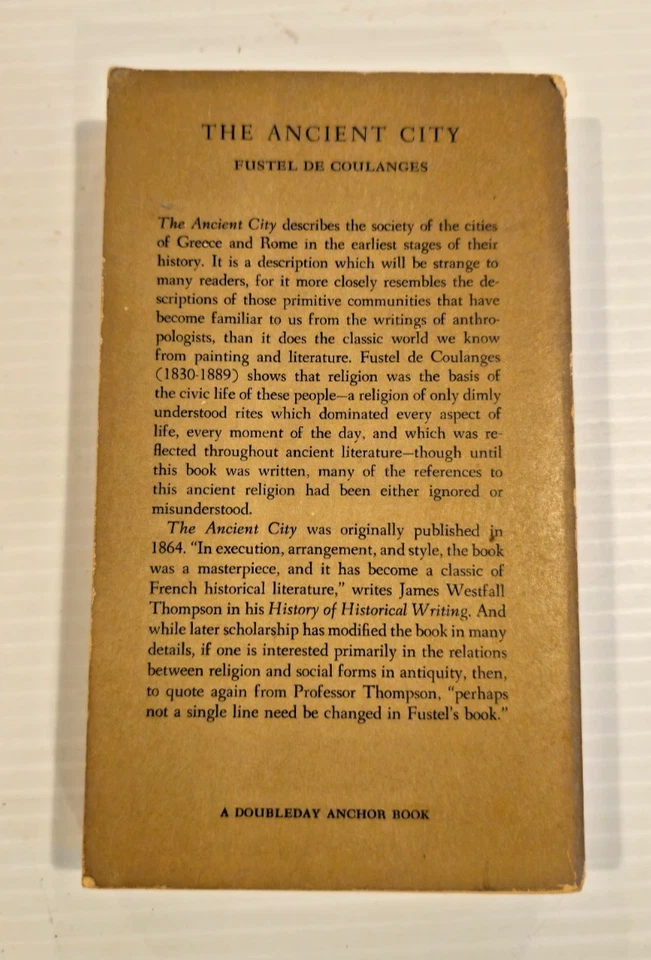 THE ANCIENT CITY
FUSTEL DE COULANGES
The Ancient City describes the society of the cities
of Greece and Rome in the earliest stages of their
history. It is a description which will be strange to
many readers, for it more closely resembles the de-
scriptions of those primitive communities that have
become familiar to us from the writings of anthro-
pologists, than it does the classic world we know
from painting and literature. Fustel de Coulanges
(1830-1889) shows that religion was the basis of
the civic life of these people—a religion of only dimly
understood rites which dominated every aspect of
life, every moment of the day, and which was re-
flected throughout ancient literature—though until
this book was written, many of the references to
this ancient religion had been either ignored or
misunderstood.
The Ancient City was originally published in
1864. “In execution, arrangement, and style, the book
was a masterpiece, and it has become a classic of
French historical literature,” writes James Westfall
Thompson in his History of Historical Writing. And
while later scholarship has modified the book in many
details, if one is interested primarily in the relations
between religion and social forms in antiquity, then,
to quote again from Professor Thompson, “perhaps
not a single line need be changed in Fustel’s book.”
A DOUBLEDAY ANCHOR BOOK